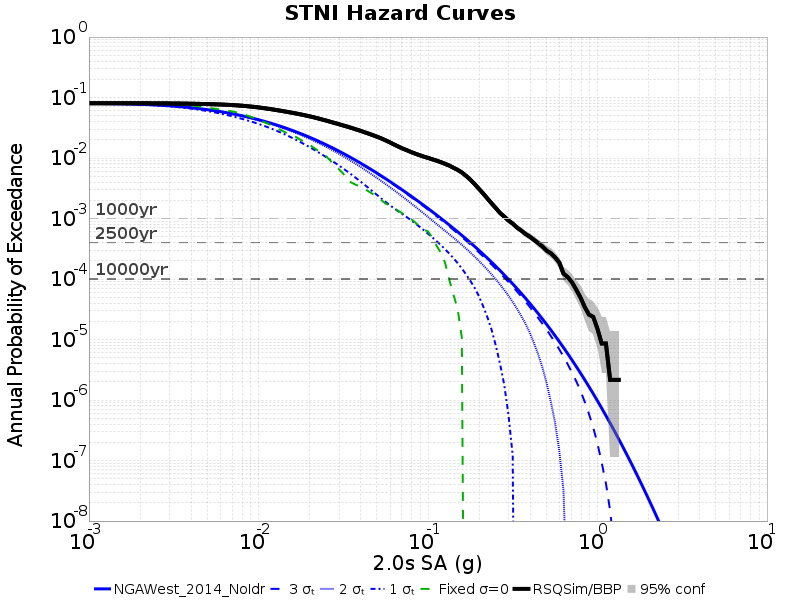 STNI Hazard Curves
Annual Probability of Exceedance
10^0
10^-1
10^-2
10^-3
10^-4
10^-5
10^-6
10^-7
10^-8
1000yr
2500yr
10000yr
10^-3 10^-2 10^-1 10^0 10^1
2.0s SA (g)
NGAWest_2014_NoIdr 3 σₜ 2 σₜ 1 σₜ Fixed σ=0 RSQSim/BBP 95% conf